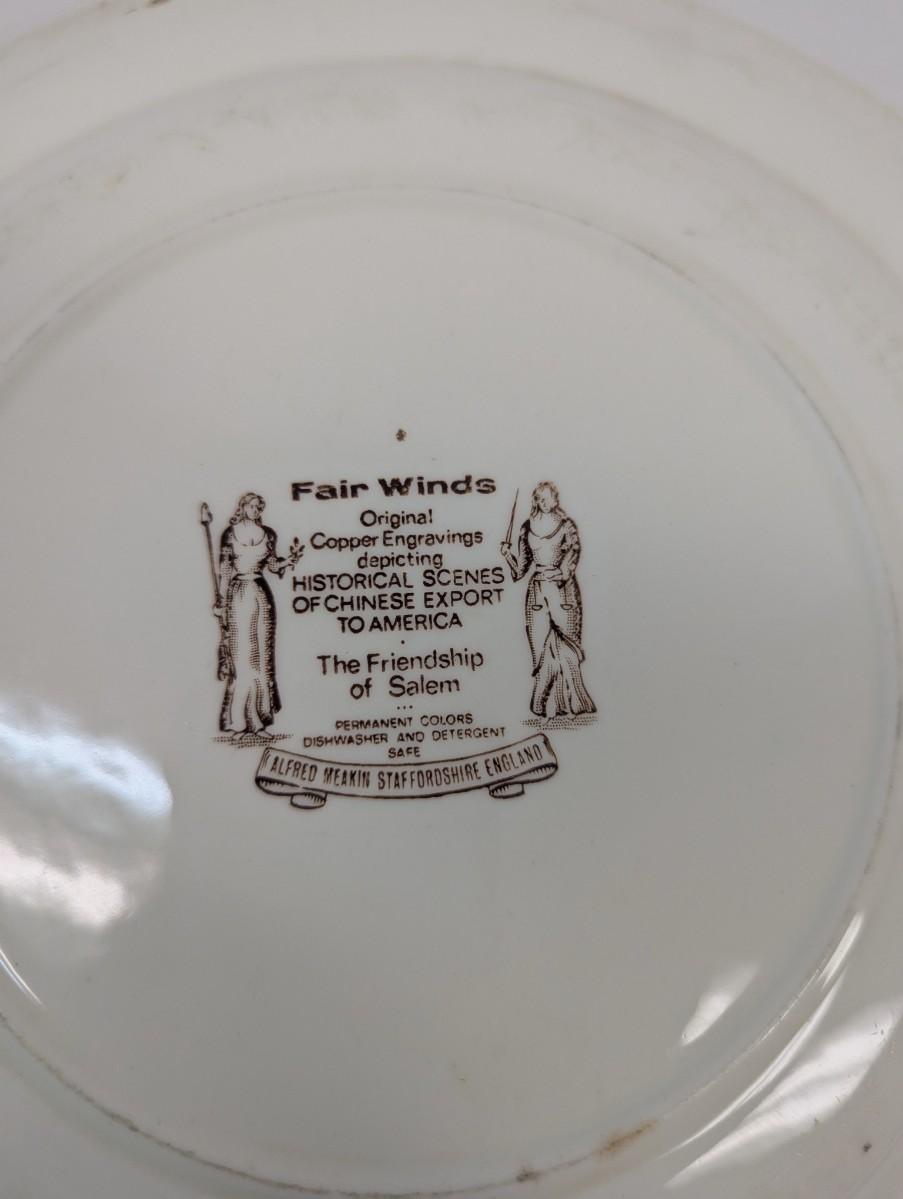 Fair Winds
Original
Copper Engravings
depicting
HISTORICAL SCENES
OF CHINESE EXPORT
TO AMERICA
The Friendship
of Salem
PERMANENT COLORS
DISHWASHER AND DETERGENT
SAFE
ALFRED MEAKIN STAFFORDSHIRE ENGLAND